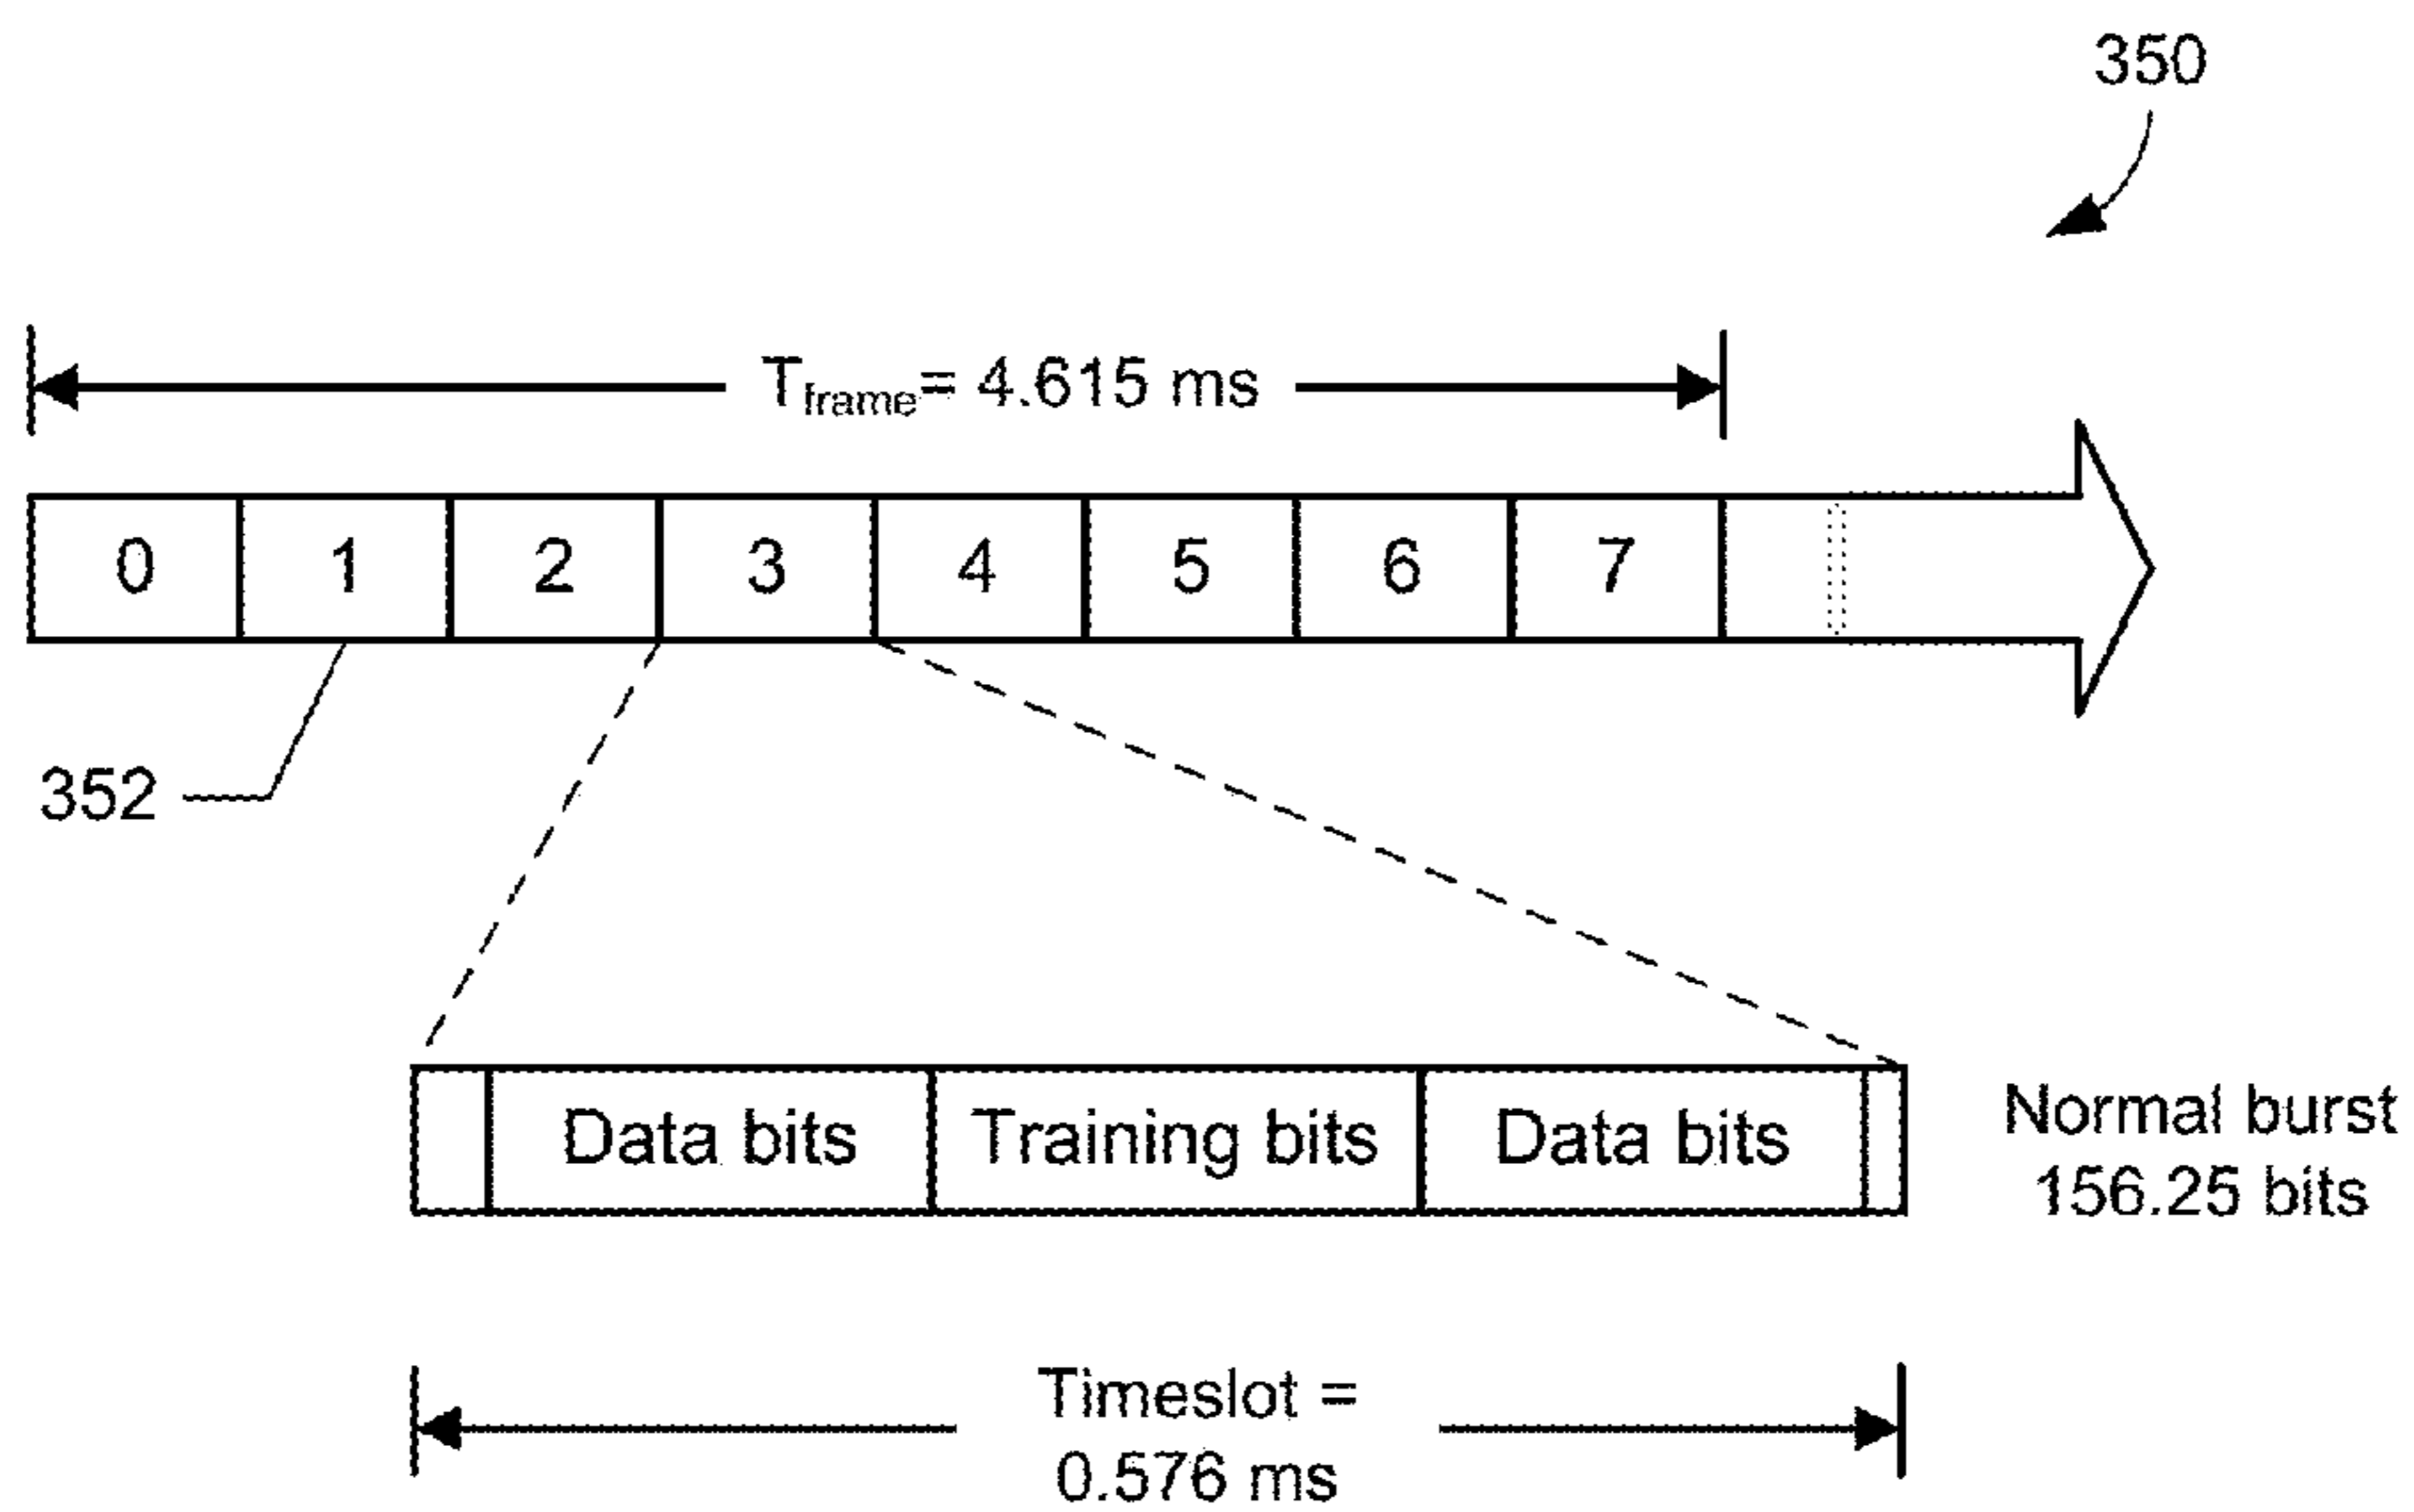 350
Tframe= 4.615 ms
0 1 2 3 4 5 6 7
352
Data bits Training bits Data bits
Normal burst
156.25 bits
Timeslot =
0.576 ms